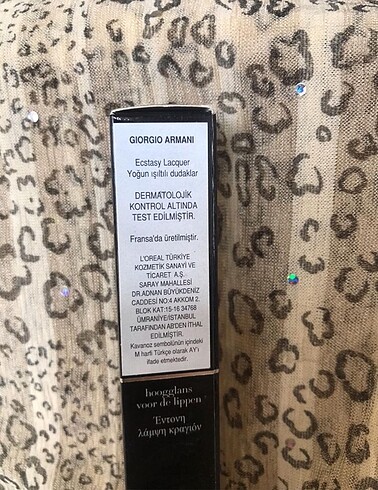 GIORGIO ARMANI
Ecstasy Lacquer
Yoğun ışıltılı dudaklar
DERMATOLOJİK
KONTROL ALTINDA
TEST EDİLMİŞTİR.
Fransa'da üretilmiştir.
L'OREAL TÜRKİYE
KOZMETİK SANAYİ VE
TİCARET A.Ş.
SARAY MAHALLESİ
DR.ADNAN BÜYÜKDENİZ
CADDESİ NO:4 AKKOM 2.
BLOK KAT:15-16 34768
ÜMRANİYE/İSTANBUL
TARAFINDAN AB'DEN İTHAL
EDİLMİŞTİR.
Kavanoz sembolünün içindeki
M harfi Türkçe olarak AY'ı
ifade etmektedir.
hoogglans
voor de lippen
Έντονη
λάμψη κραγιόν